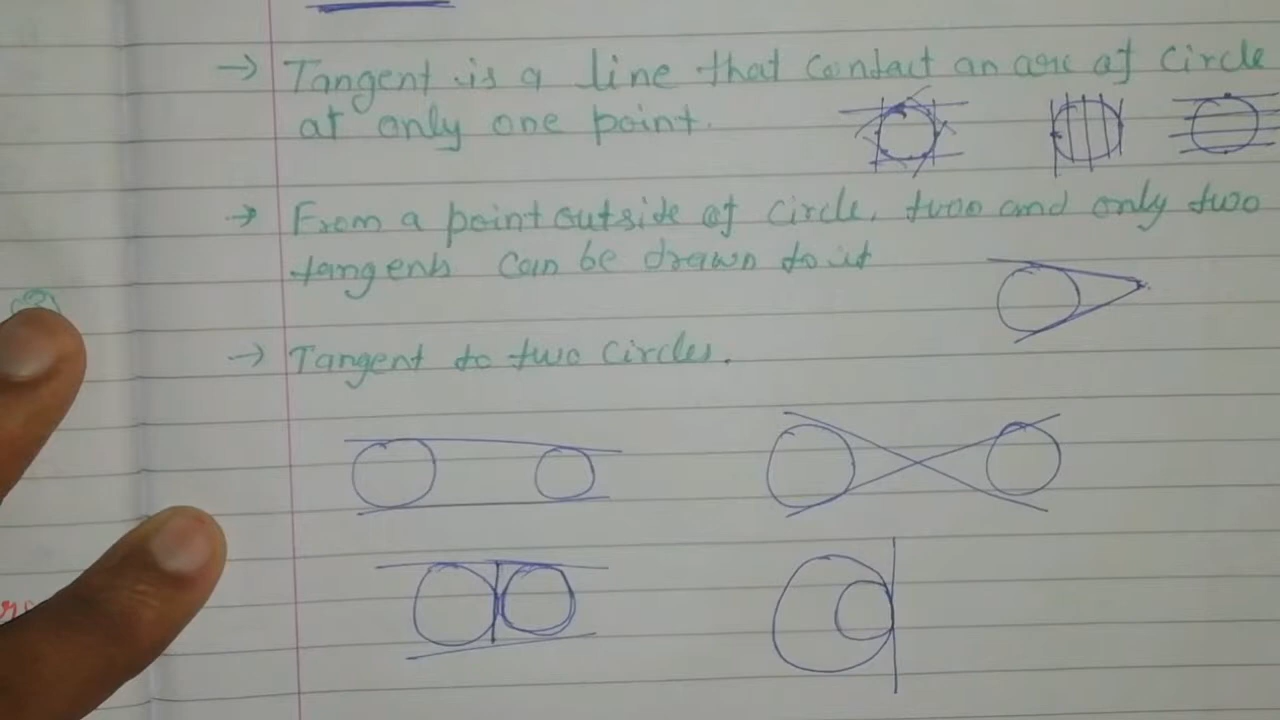 → Tangent is a line that contact an arc of circle
at only one point.
→ From a point outside of circle, two and only two
tangents can be drawn to it
→ Tangent to two circles.